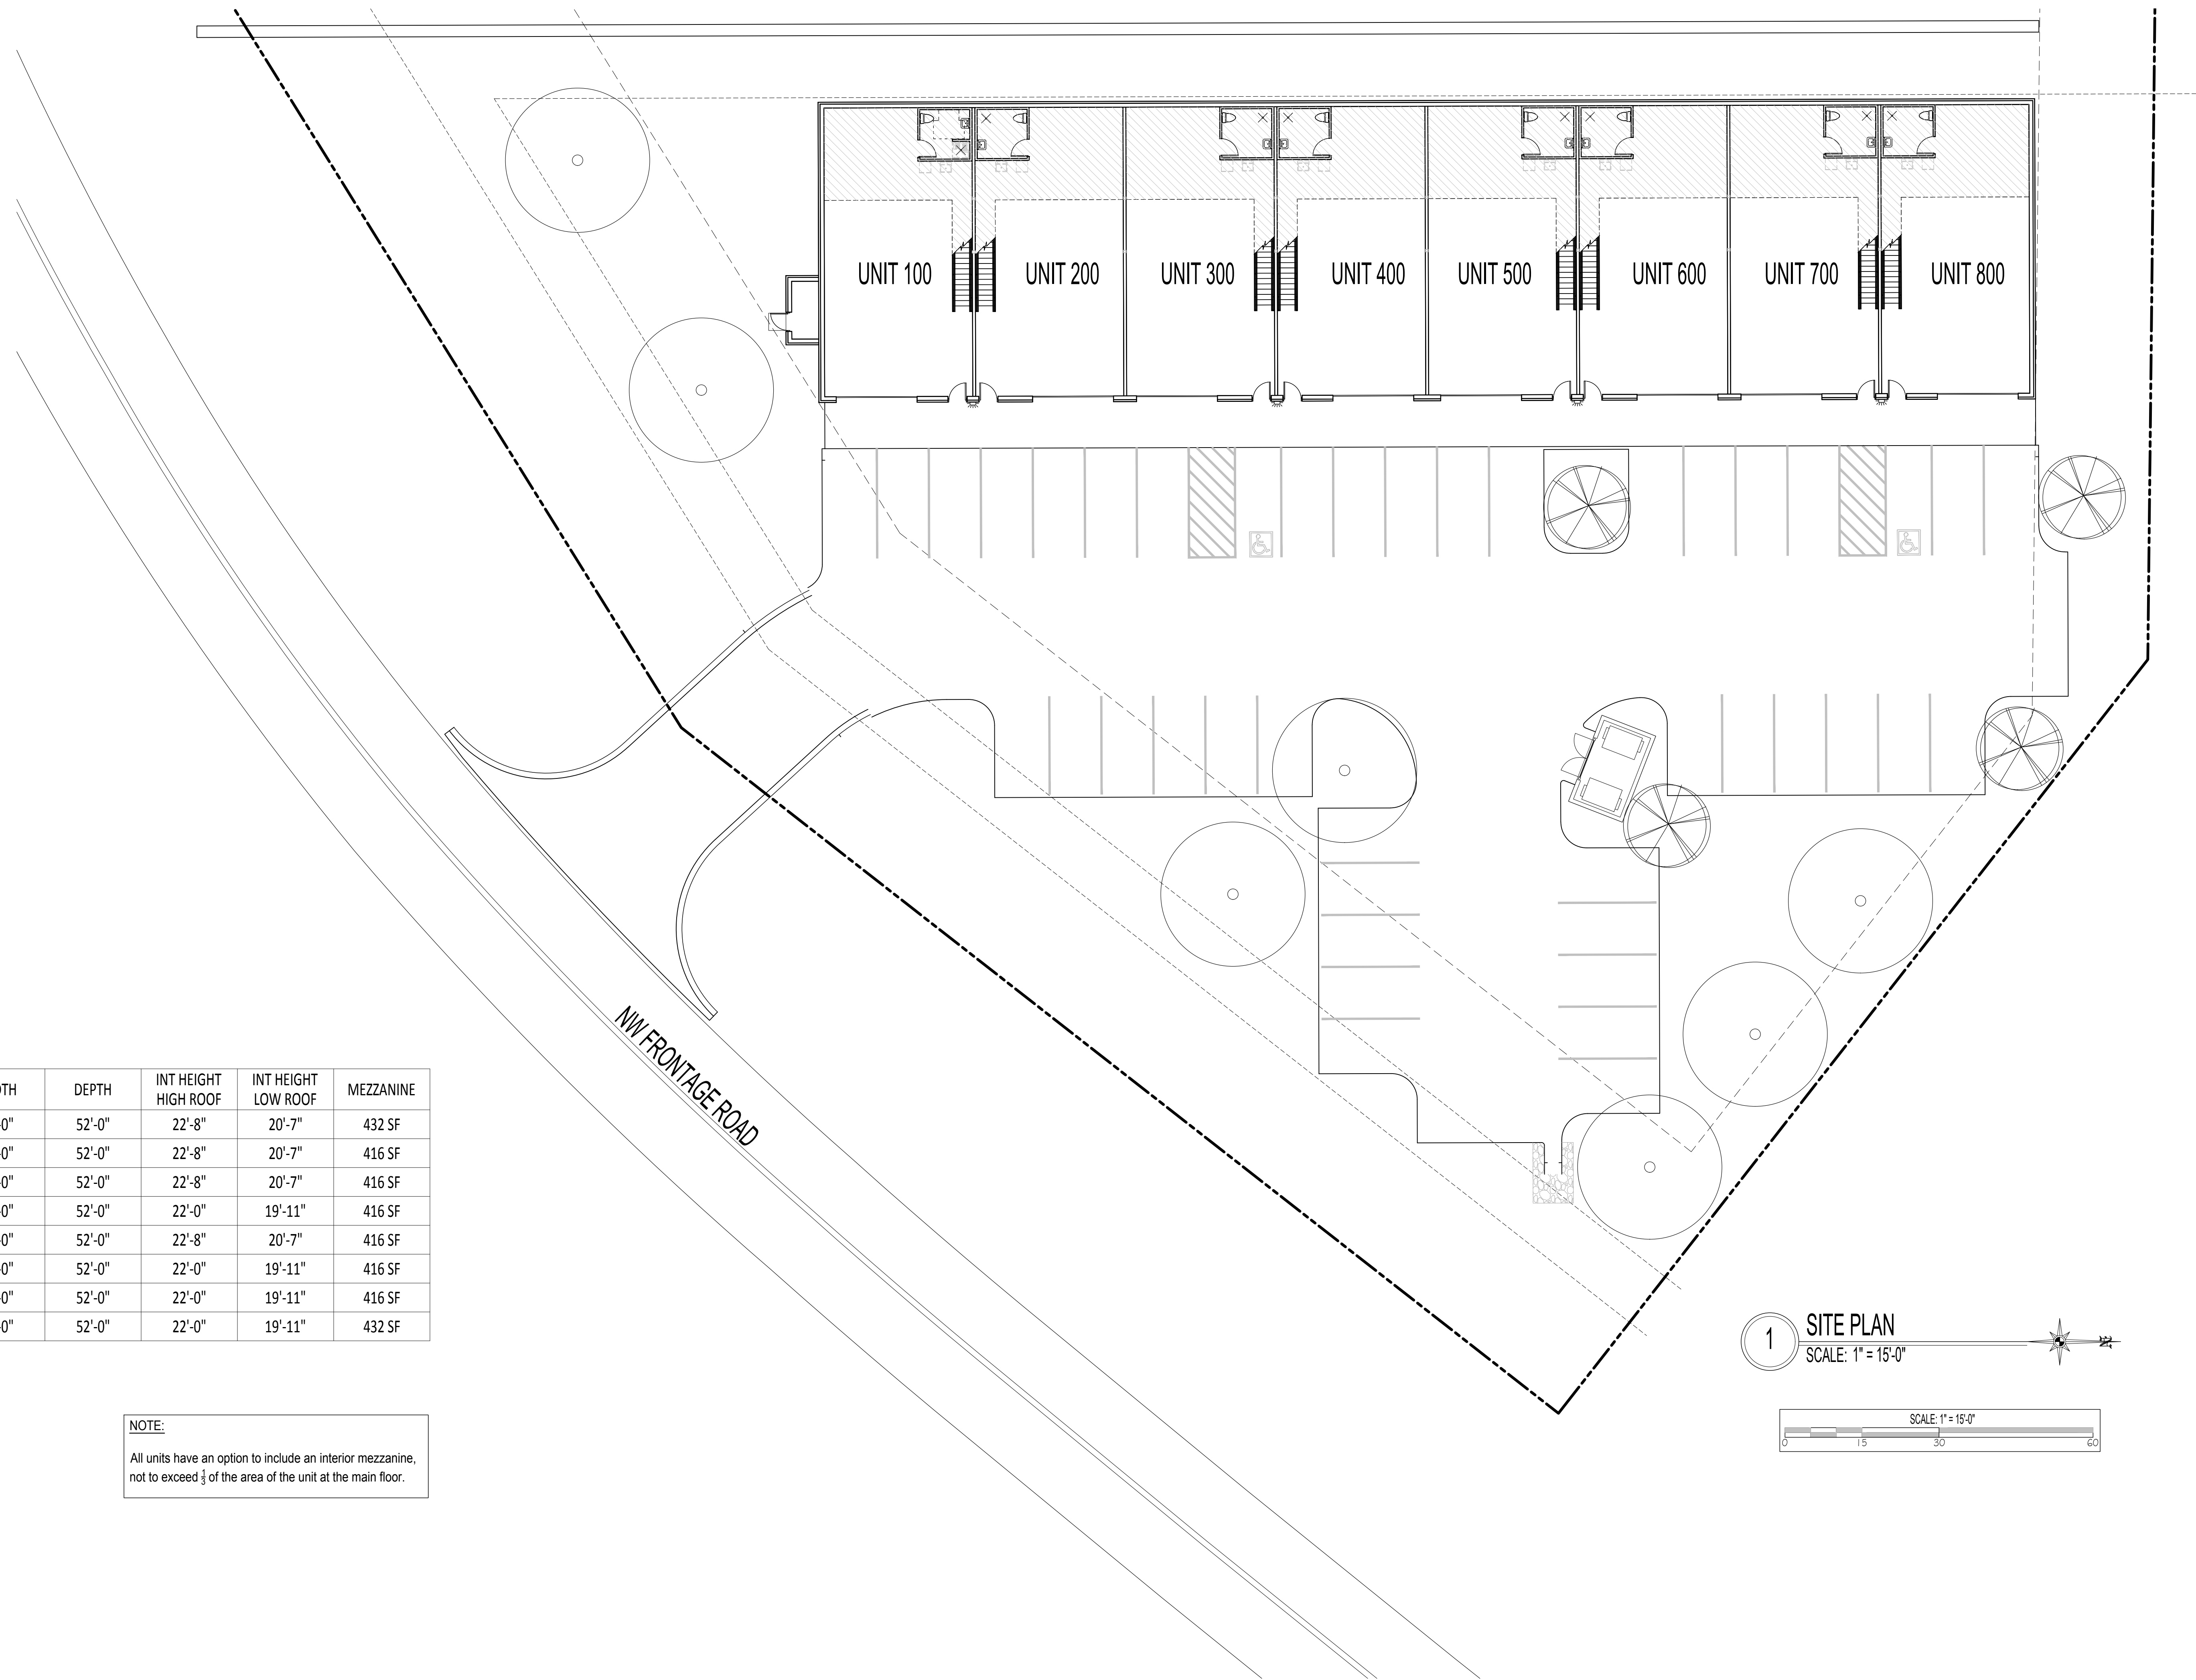 UNIT 100
UNIT 200
UNIT 300
UNIT 400
UNIT 500
UNIT 600
UNIT 700
UNIT 800
NW FRONTAGE ROAD
DEPTH
INT HEIGHT
HIGH ROOF
INT HEIGHT
LOW ROOF
MEZZANINE
52'-0" 22'-8" 20'-7" 432 SF
52'-0" 22'-8" 20'-7" 416 SF
52'-0" 22'-8" 20'-7" 416 SF
52'-0" 22'-0" 19'-11" 416 SF
52'-0" 22'-8" 20'-7" 416 SF
52'-0" 22'-0" 19'-11" 416 SF
52'-0" 22'-0" 19'-11" 416 SF
52'-0" 22'-0" 19'-11" 432 SF
NOTE:
All units have an option to include an interior mezzanine,
not to exceed 1/3 of the area of the unit at the main floor.
1
SITE PLAN
SCALE: 1" = 15'-0"
SCALE: 1" = 15'-0"
0 15 30 60